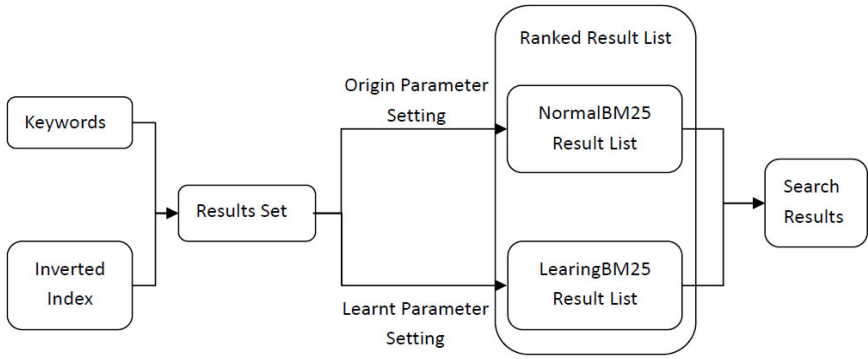 Keywords
Inverted
Index
Results Set
Origin Parameter
Setting
Learnt Parameter
Setting
Ranked Result List
NormalBM25
Result List
LearingBM25
Result List
Search
Results